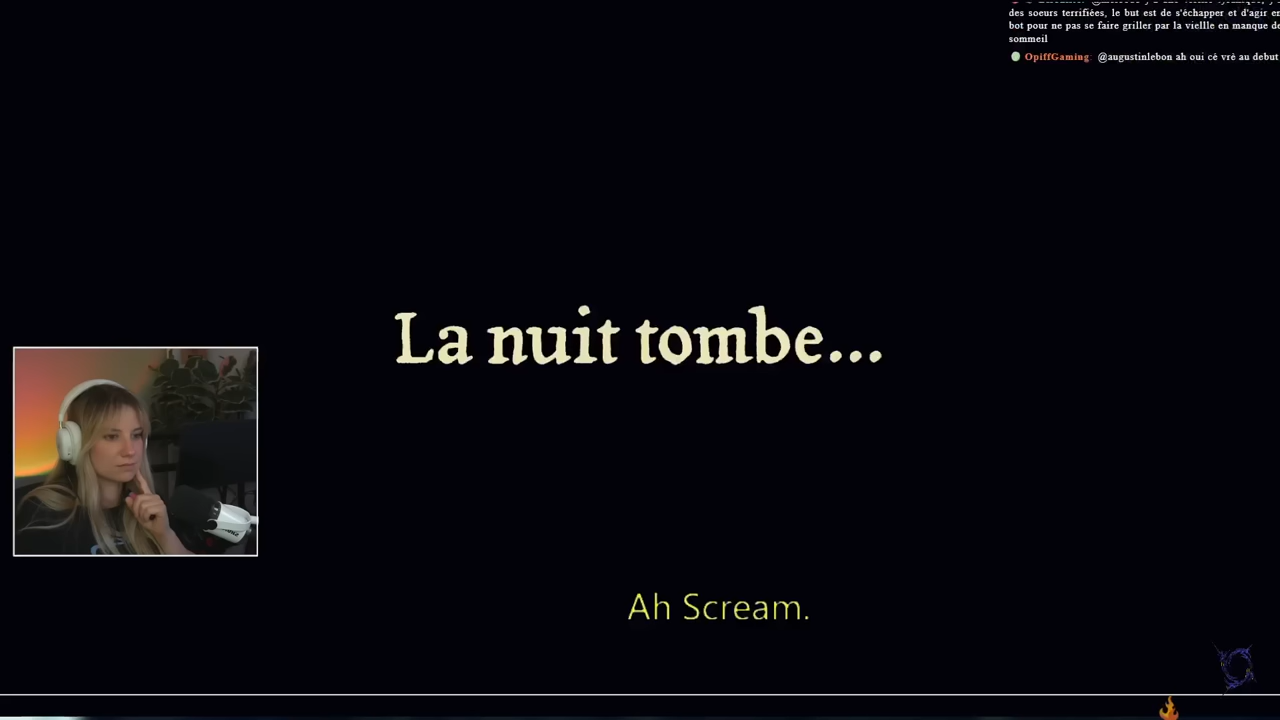 des soeurs terrifiées, le but est de s'échapper et d'agir en
bot pour ne pas se faire griller par la viellle en manque de
sommeil
OpiffGaming: @augustinlebon ah oui cé vrè au debut
La nuit tombe...
Ah Scream.